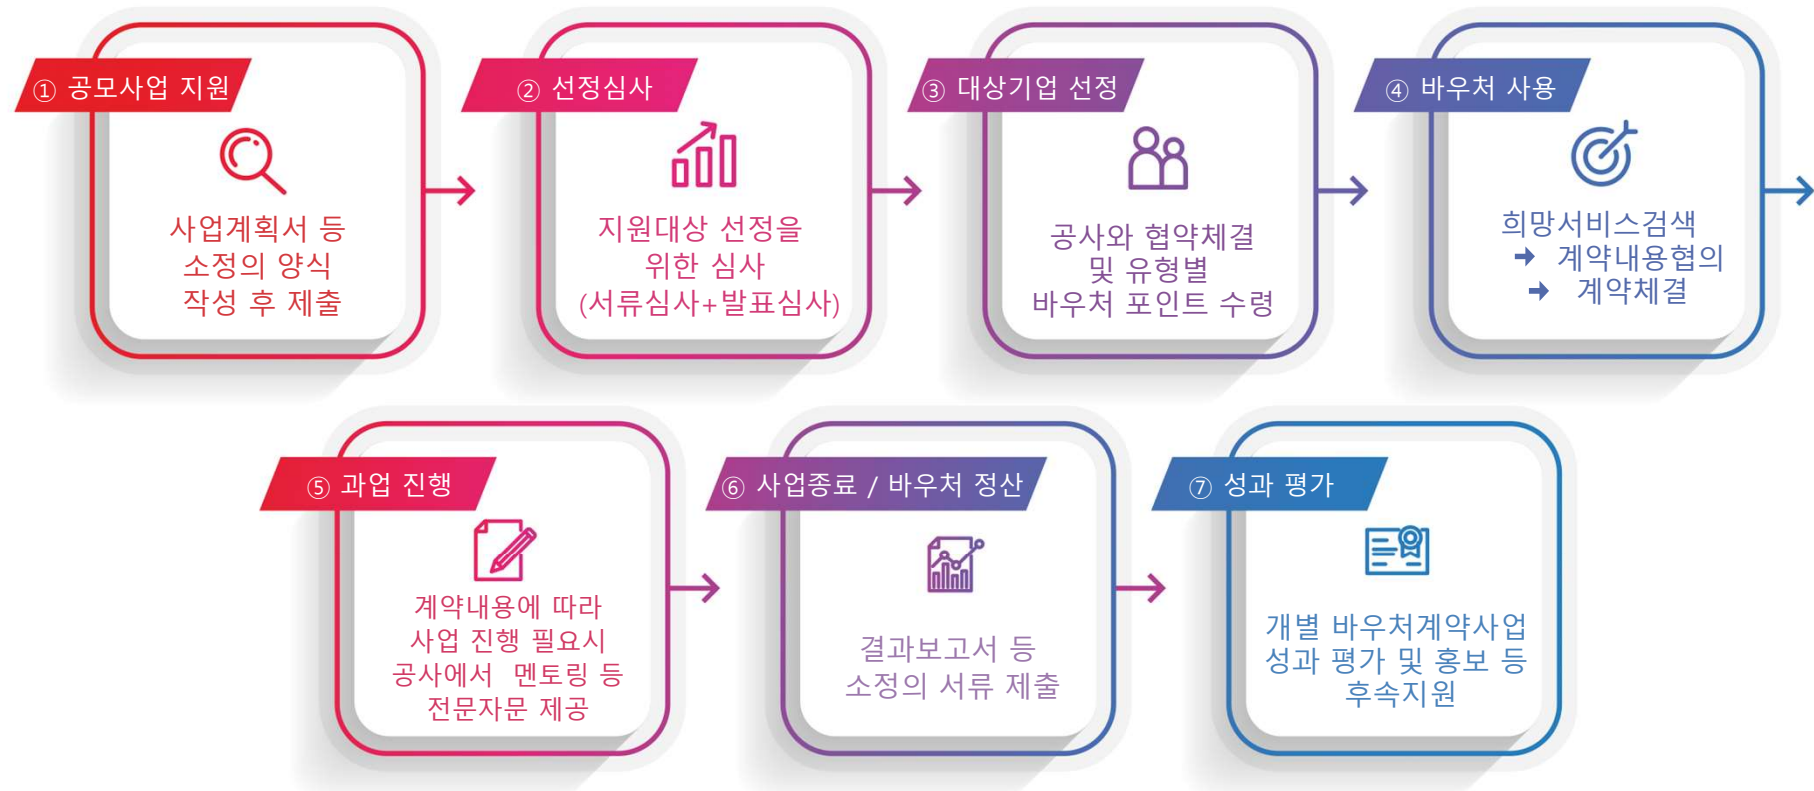 ① 공모사업 지원
사업계획서 등
소정의 양식
작성 후 제출
② 선정심사
지원대상 선정을
위한 심사
(서류심사+발표심사)
③ 대상기업 선정
공사와 협약체결
및 유형별
바우처 포인트 수령
④ 바우처 사용
희망서비스검색
➜ 계약내용협의
➜ 계약체결
⑤ 과업 진행
계약내용에 따라
사업 진행 필요시
공사에서 멘토링 등
전문자문 제공
⑥ 사업종료 / 바우처 정산
결과보고서 등
소정의 서류 제출
⑦ 성과 평가
개별 바우처계약사업
성과 평가 및 홍보 등
후속지원